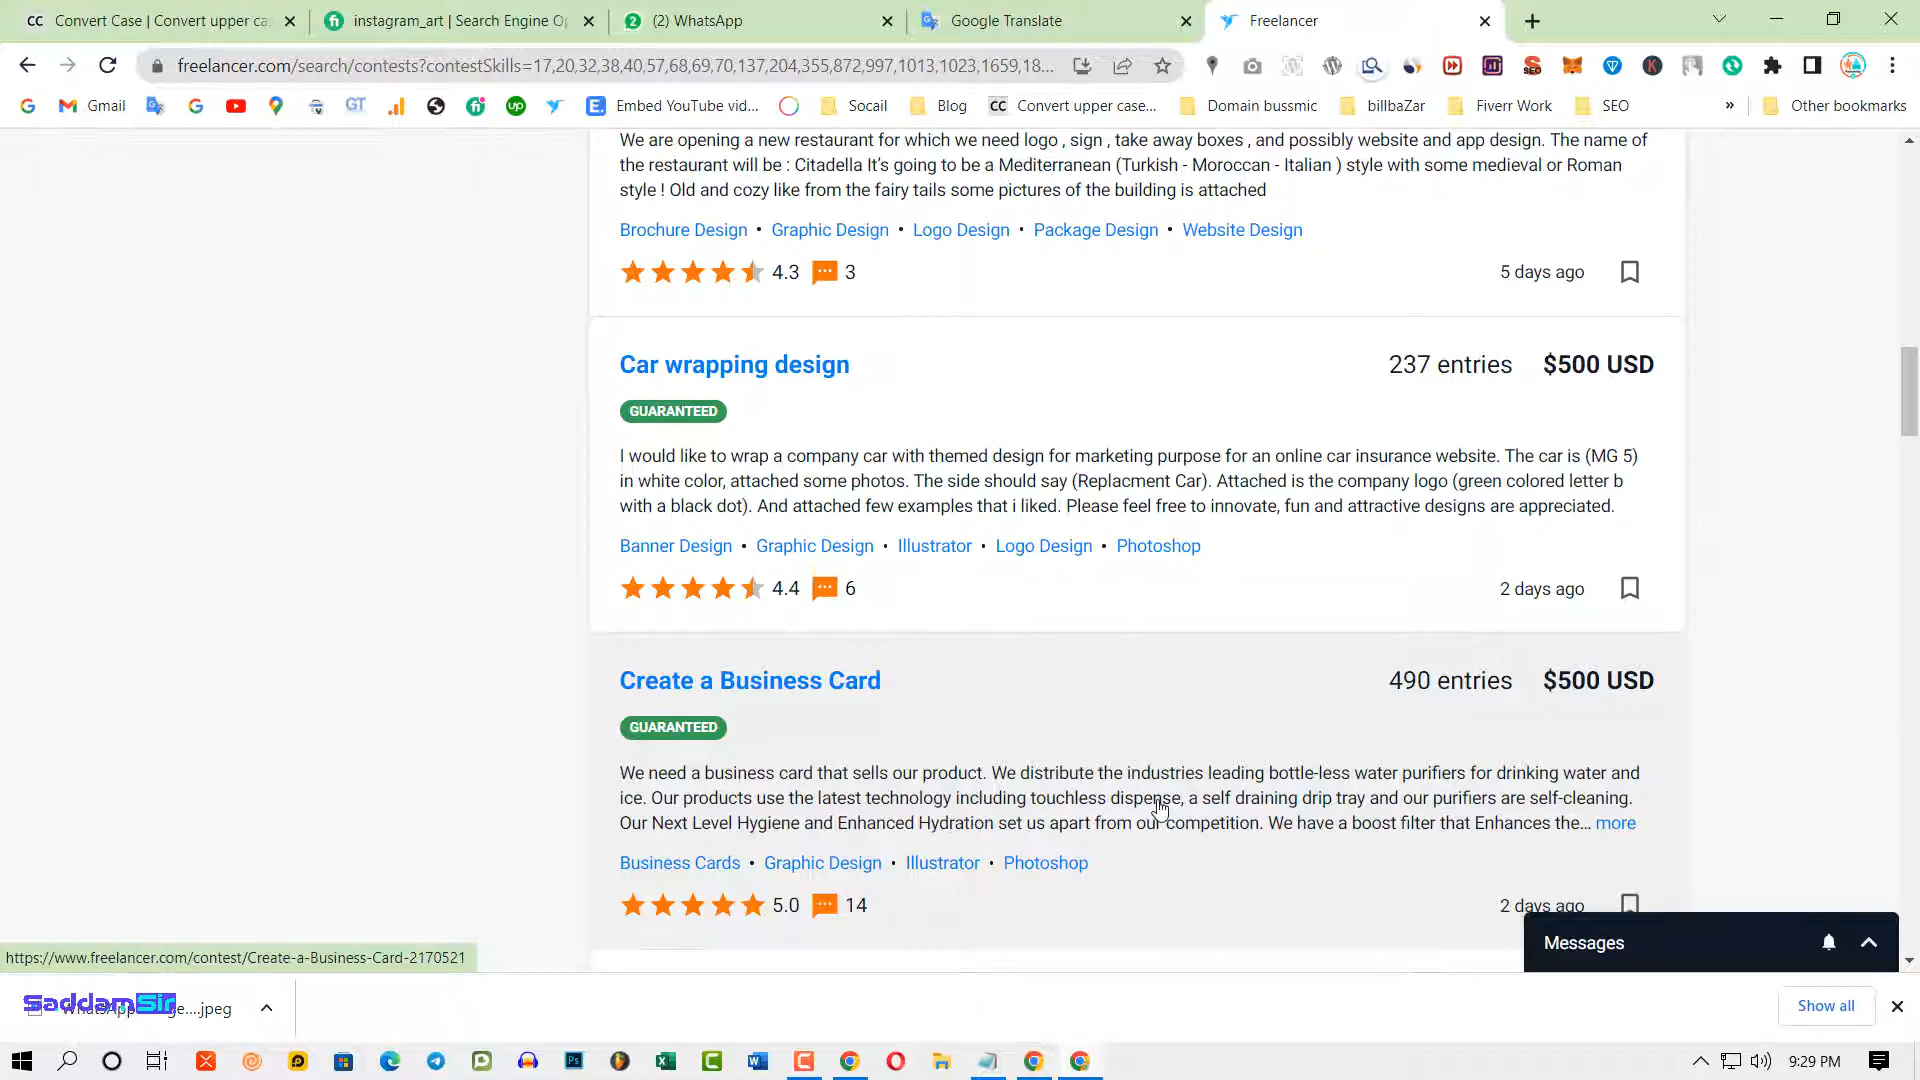 CC Convert Case | Convert upper ca
fi instagram_art | Search Engine Op
2 (2) WhatsApp
Google Translate
Freelancer
freelancer.com/search/contests?contestSkills=17,20,32,38,40,57,68,69,70,137,204,355,872,997,1013,1023,1659,18...
Gmail
GT
up
Embed YouTube vid...
Socail
Blog
CC Convert upper case...
Domain bussmic
billbaZar
Fiverr Work
SEO
»
Other bookmarks
We are opening a new restaurant for which we need logo , sign , take away boxes , and possibly website and app design. The name of
the restaurant will be : Citadella It’s going to be a Mediterranean (Turkish - Moroccan - Italian ) style with some medieval or Roman
style ! Old and cozy like from the fairy tails some pictures of the building is attached
Brochure Design • Graphic Design • Logo Design • Package Design • Website Design
4.3 3 5 days ago
Car wrapping design 237 entries $500 USD
GUARANTEED
I would like to wrap a company car with themed design for marketing purpose for an online car insurance website. The car is (MG 5)
in white color, attached some photos. The side should say (Replacment Car). Attached is the company logo (green colored letter b
with a black dot). And attached few examples that i liked. Please feel free to innovate, fun and attractive designs are appreciated.
Banner Design • Graphic Design • Illustrator • Logo Design • Photoshop
4.4 6 2 days ago
Create a Business Card 490 entries $500 USD
GUARANTEED
We need a business card that sells our product. We distribute the industries leading bottle-less water purifiers for drinking water and
ice. Our products use the latest technology including touchless dispense, a self draining drip tray and our purifiers are self-cleaning.
Our Next Level Hygiene and Enhanced Hydration set us apart from our competition. We have a boost filter that Enhances the... more
Business Cards • Graphic Design • Illustrator • Photoshop
5.0 14 2 days ago
Messages
https://www.freelancer.com/contest/Create-a-Business-Card-2170521
SaddamSir
ge....jpeg
Show all
9:29 PM